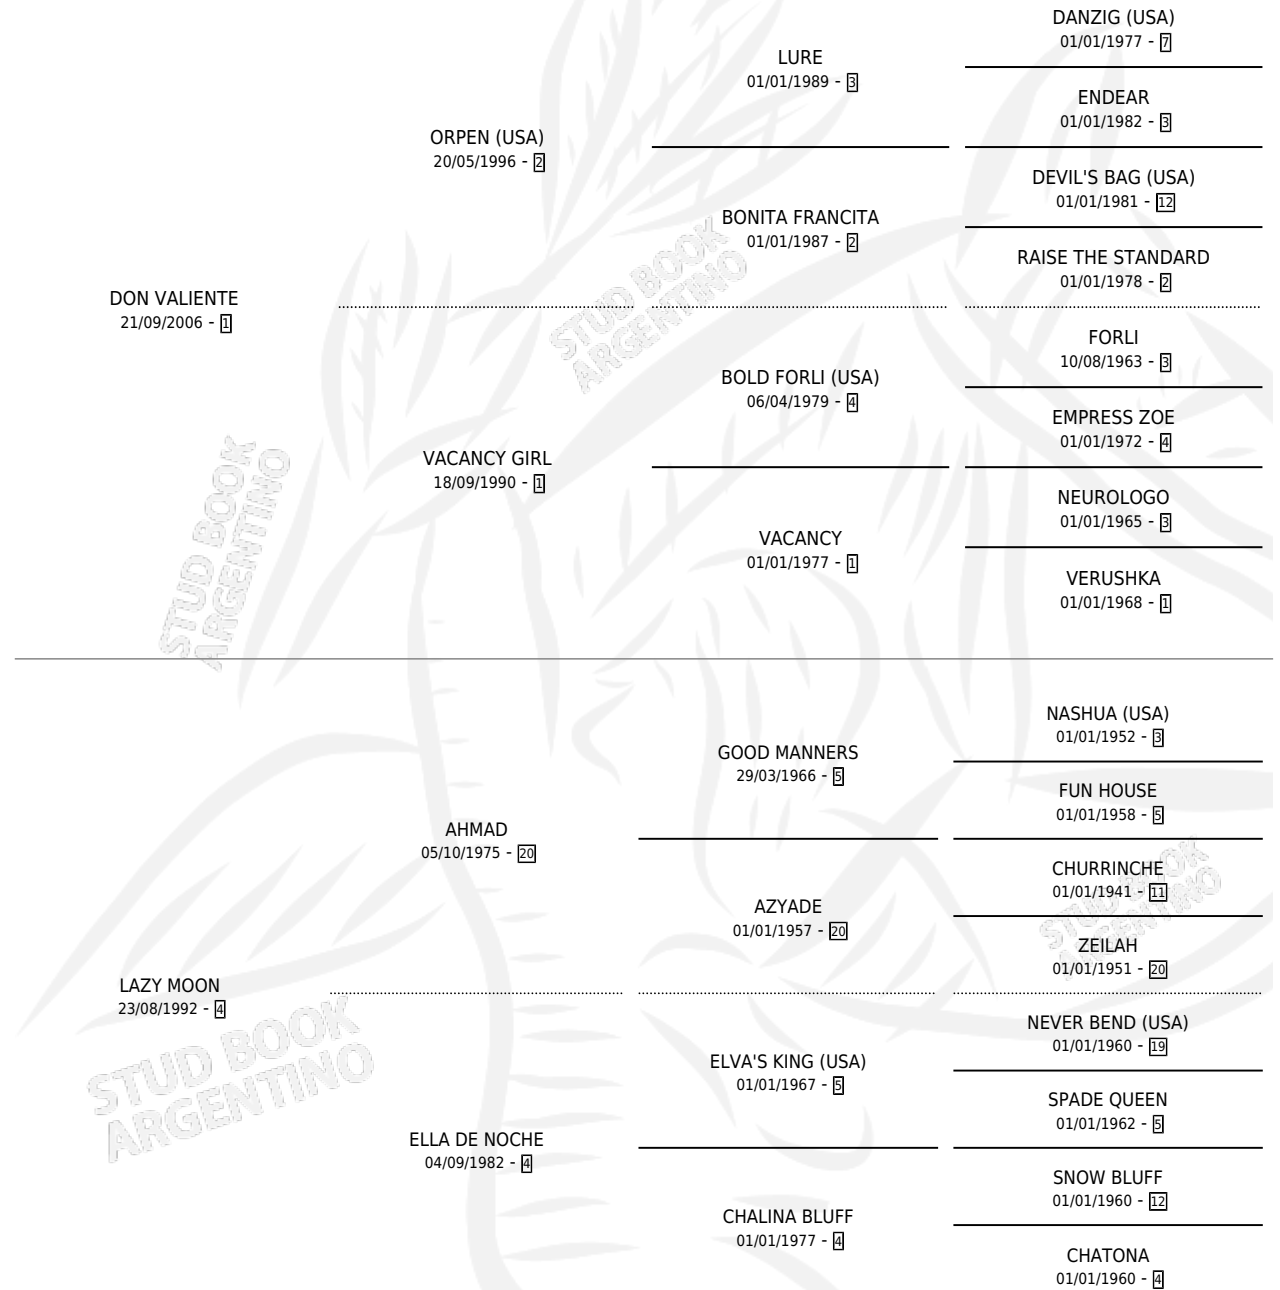 DANZIG (USA)
01/01/1977 - 7
LURE
01/01/1989 - 3
ENDEAR
01/01/1982 - 3
ORPEN (USA)
20/05/1996 - 2
DEVIL'S BAG (USA)
01/01/1981 - 12
BONITA FRANCITA
01/01/1987 - 2
RAISE THE STANDARD
01/01/1978 - 2
DON VALIENTE
21/09/2006 - 1
FORLI
10/08/1963 - 3
BOLD FORLI (USA)
06/04/1979 - 4
EMPRESS ZOE
01/01/1972 - 4
VACANCY GIRL
18/09/1990 - 1
NEUROLOGO
01/01/1965 - 3
VACANCY
01/01/1977 - 1
VERUSHKA
01/01/1968 - 1
NASHUA (USA)
01/01/1952 - 3
GOOD MANNERS
29/03/1966 - 5
FUN HOUSE
01/01/1958 - 5
AHMAD
05/10/1975 - 20
CHURRINCHE
01/01/1941 - 11
AZYADE
01/01/1957 - 20
ZEILAH
01/01/1951 - 20
LAZY MOON
23/08/1992 - 4
NEVER BEND (USA)
01/01/1960 - 19
ELVA'S KING (USA)
01/01/1967 - 5
SPADE QUEEN
01/01/1962 - 5
ELLA DE NOCHE
04/09/1982 - 4
SNOW BLUFF
01/01/1960 - 12
CHALINA BLUFF
01/01/1977 - 4
CHATONA
01/01/1960 - 4
STUD BOOK
ARGENTINO
STUD BOOK
ARGENTINO
STUD BOOK
ARGENTINO
STUD BOOK
ARGENTINO